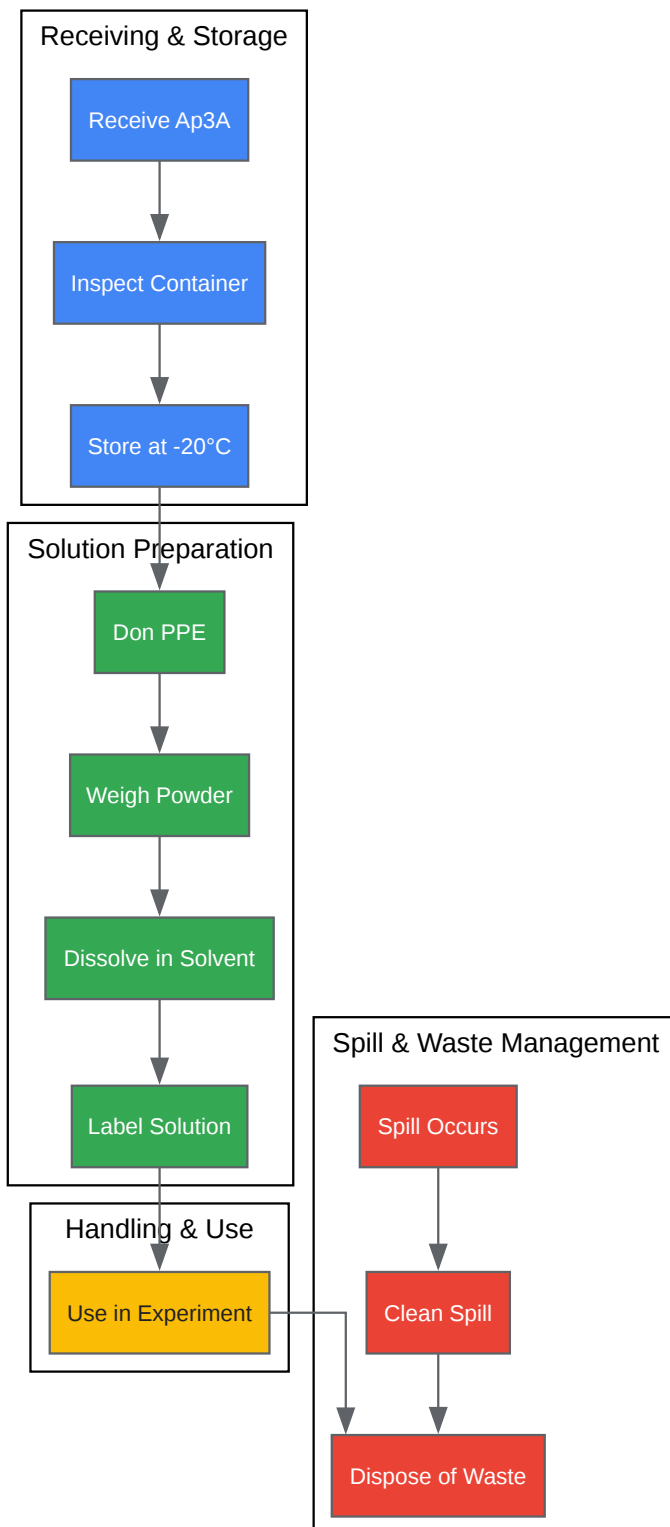 Receiving & Storage
Receive Ap3A
Inspect Container
Store at -20°C
Solution Preparation
Don PPE
Weigh Powder
Dissolve in Solvent
Label Solution
Handling & Use
Use in Experiment
Spill & Waste Management
Spill Occurs
Clean Spill
Dispose of Waste